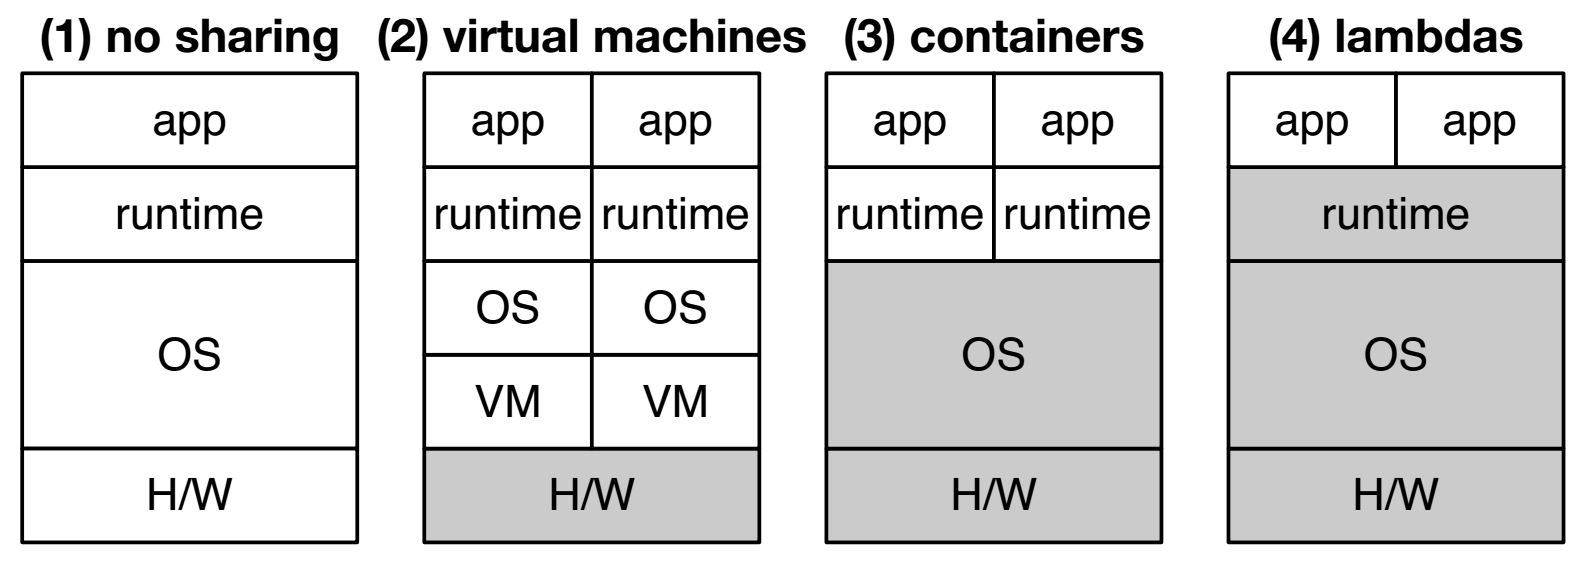 (1) no sharing (2) virtual machines (3) containers (4) lambdas
app app app app app app app
runtime runtime runtime runtime runtime runtime
OS OS OS
OS OS
VM VM
H/W H/W H/W H/W